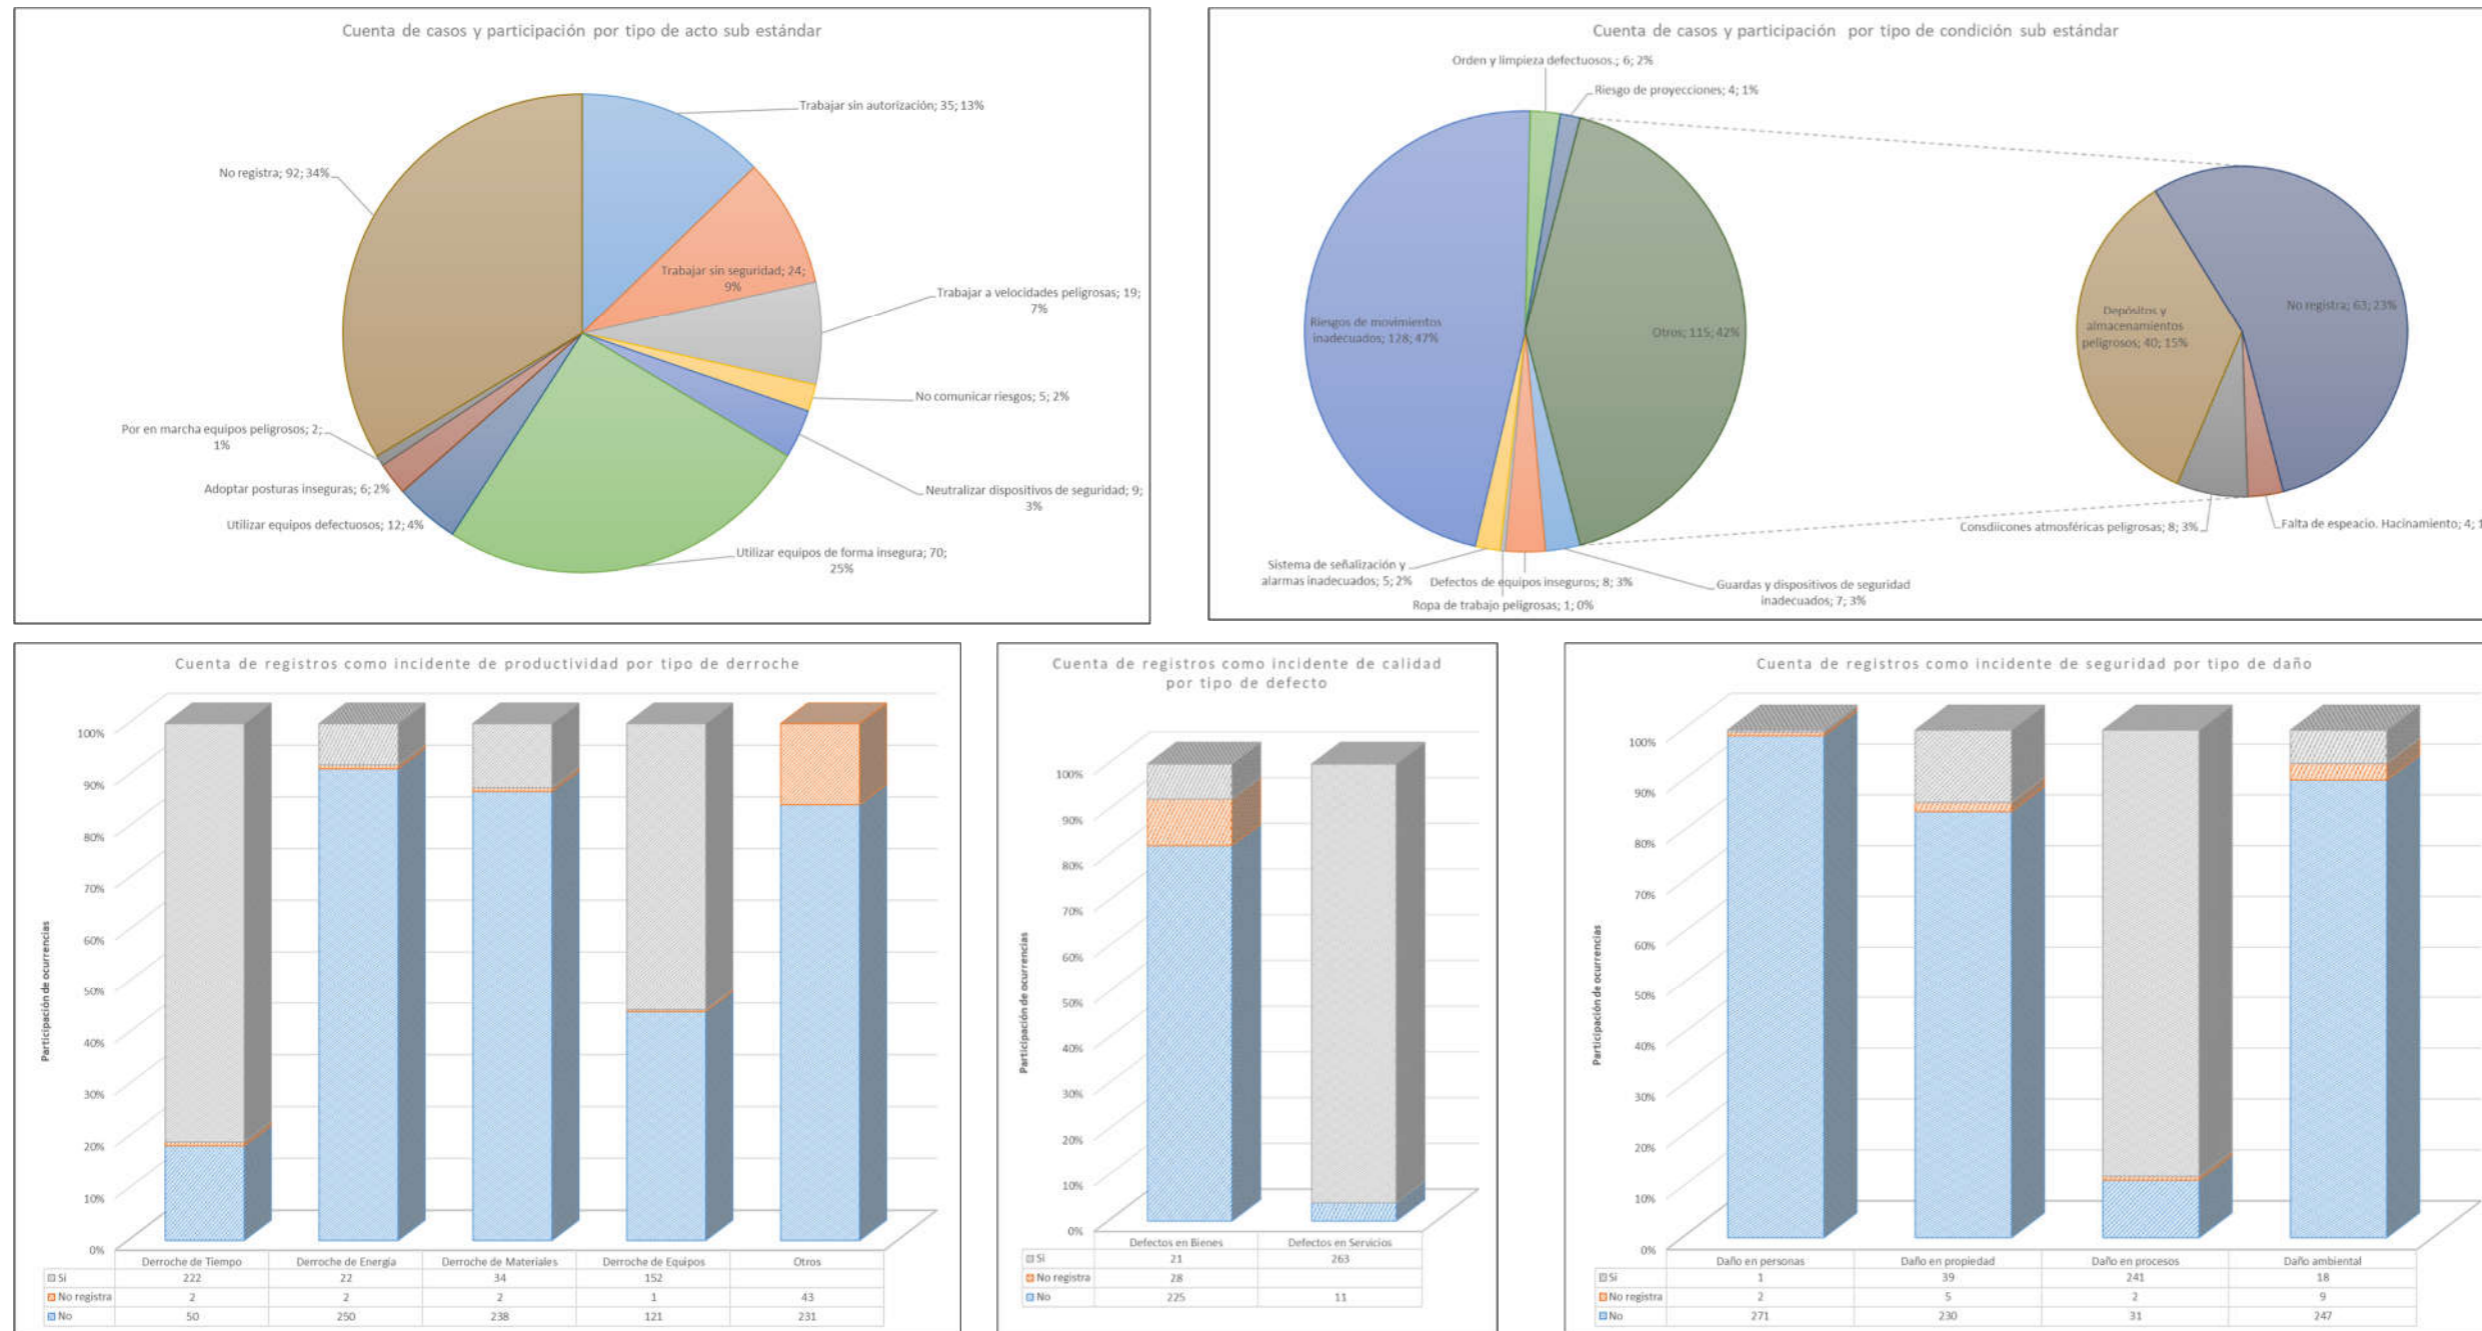 Cuenta de casos y participación por tipo de acto sub estándar
Trabajar sin autorización; 35; 13%
No registra; 92; 34%
Trabajar sin seguridad; 24;
9%
Trabajar a velocidades peligrosas; 19;
7%
No comunicar riesgos; 5; 2%
Por en marcha equipos peligrosos; 2;
1%
Adoptar posturas inseguras; 6; 2%
Neutralizar dispositivos de seguridad; 9;
3%
Utilizar equipos defectuosos; 12; 4%
Utilizar equipos de forma insegura; 70;
25%
Cuenta de casos y participación por tipo de condición sub estándar
Orden y limpieza defectuosos.; 6; 2%
Riesgo de proyecciones; 4; 1%
Riesgos de movimientos
inadecuados; 128; 47%
Otros; 115; 42%
No registra; 63; 23%
Depósitos y
almacenamientos
peligrosos; 40; 15%
Consdiicones atmosféricas peligrosas; 8; 3%
Falta de espeacio. Hacinamiento; 4; 1
Sistema de señalización y
alarmas inadecuados; 5; 2%
Defectos de equipos inseguros; 8; 3%
Guardas y dispositivos de seguridad
inadecuados; 7; 3%
Ropa de trabajo peligrosas; 1; 0%
Cuenta de registros como incidente de productividad por tipo de derroche
Participación de ocurrencias
100%
90%
80%
70%
60%
50%
40%
30%
20%
10%
0%
Derroche de Tiempo Derroche de Energía Derroche de Materiales Derroche de Equipos Otros
Si 222 22 34 152
No registra 2 2 2 1 43
No 50 250 238 121 231
Cuenta de registros como incidente de calidad
por tipo de defecto
Participación de ocurrencias
100%
90%
80%
70%
60%
50%
40%
30%
20%
10%
0%
Defectos en Bienes Defectos en Servicios
Si 21 263
No registra 28
No 225 11
Cuenta de registros como incidente de seguridad por tipo de daño
Participación de ocurrencias
100%
90%
80%
70%
60%
50%
40%
30%
20%
10%
0%
Daño en personas Daño en propiedad Daño en procesos Daño ambiental
Si 1 39 241 18
No registra 2 5 2 9
No 271 230 31 247